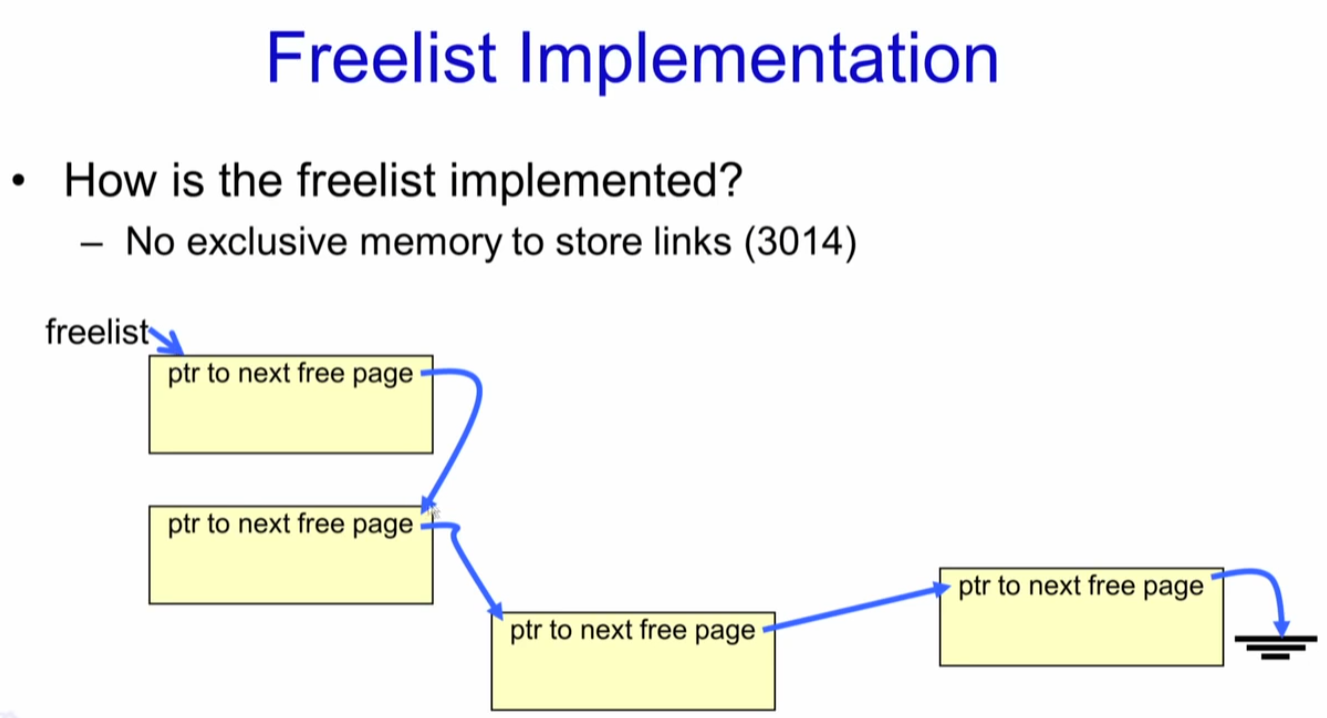 Freelist Implementation
• How is the freelist implemented?
– No exclusive memory to store links (3014)
freelist
ptr to next free page
ptr to next free page
ptr to next free page
ptr to next free page